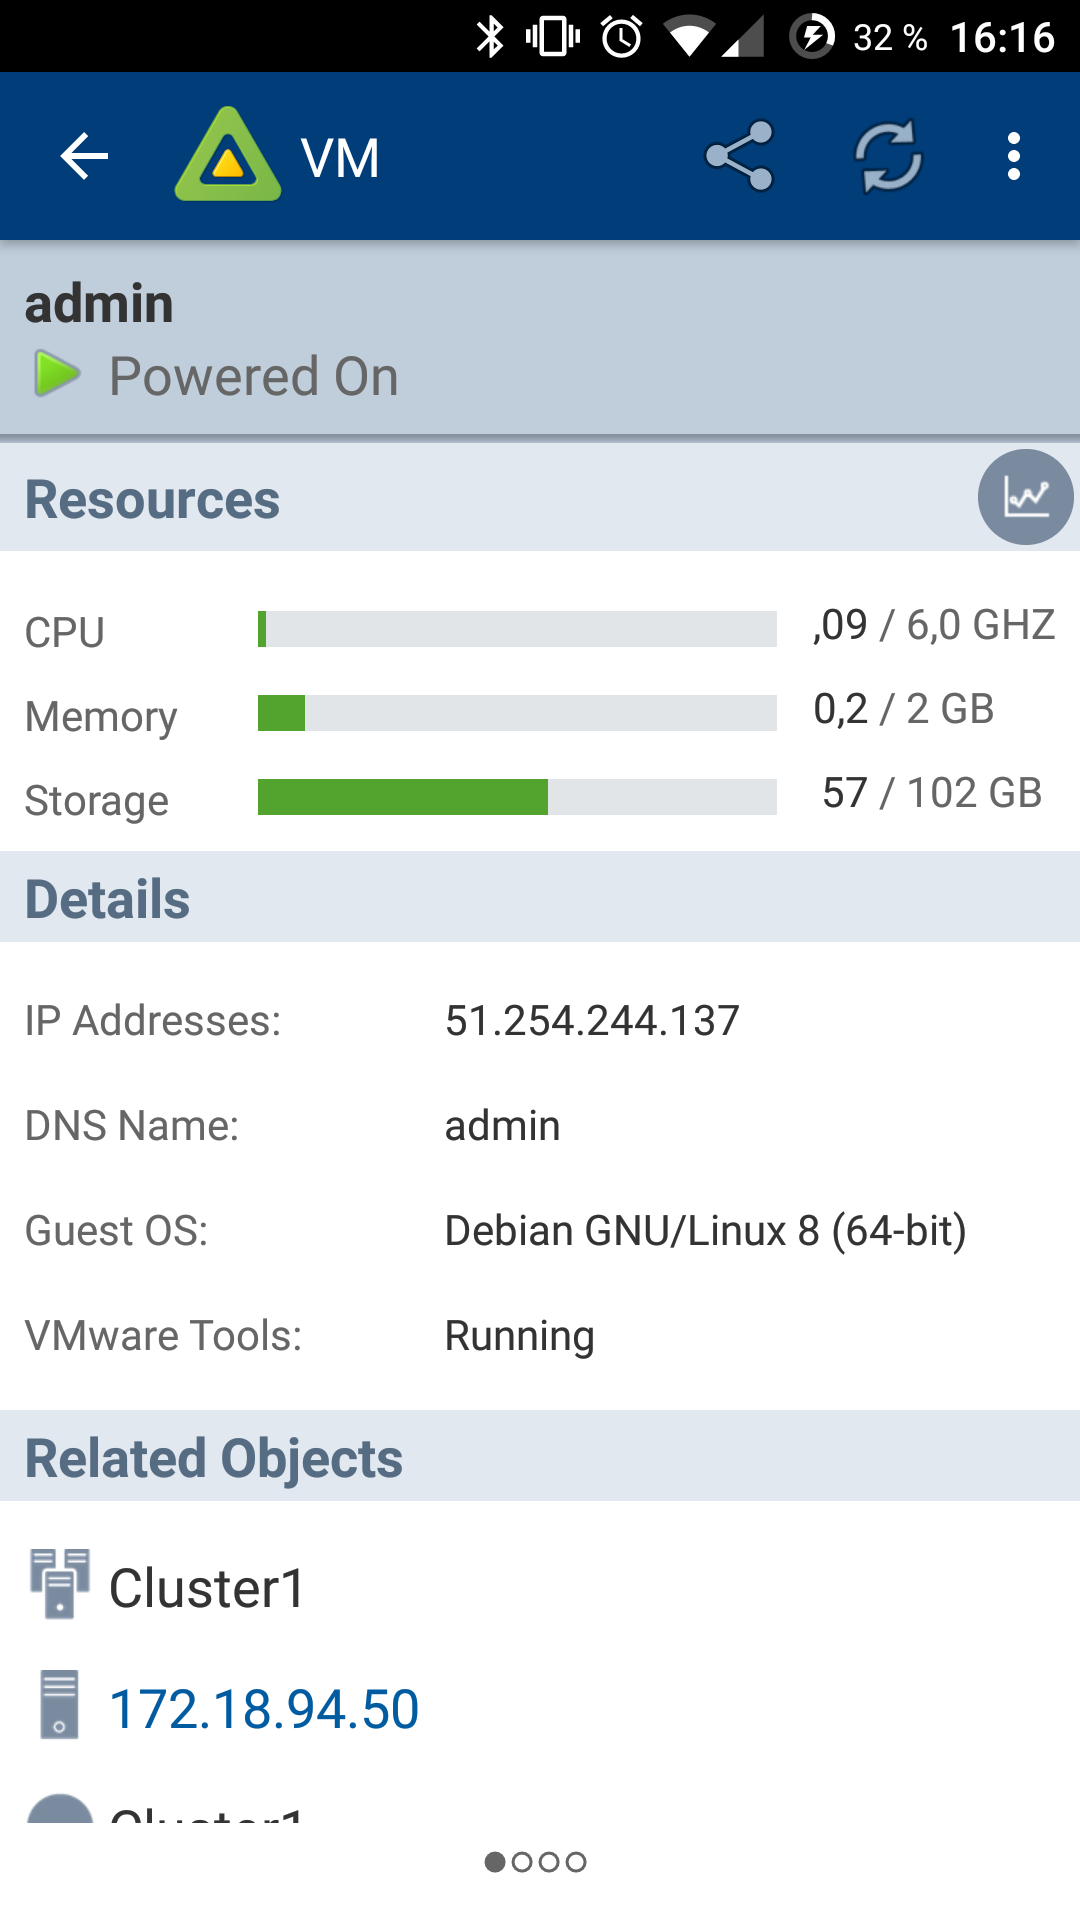 32 % 16:16
VM
admin
Powered On
Resources
CPU ,09 / 6,0 GHZ
Memory 0,2 / 2 GB
Storage 57 / 102 GB
Details
IP Addresses: 51.254.244.137
DNS Name: admin
Guest OS: Debian GNU/Linux 8 (64-bit)
VMware Tools: Running
Related Objects
Cluster1
172.18.94.50
Cluster1